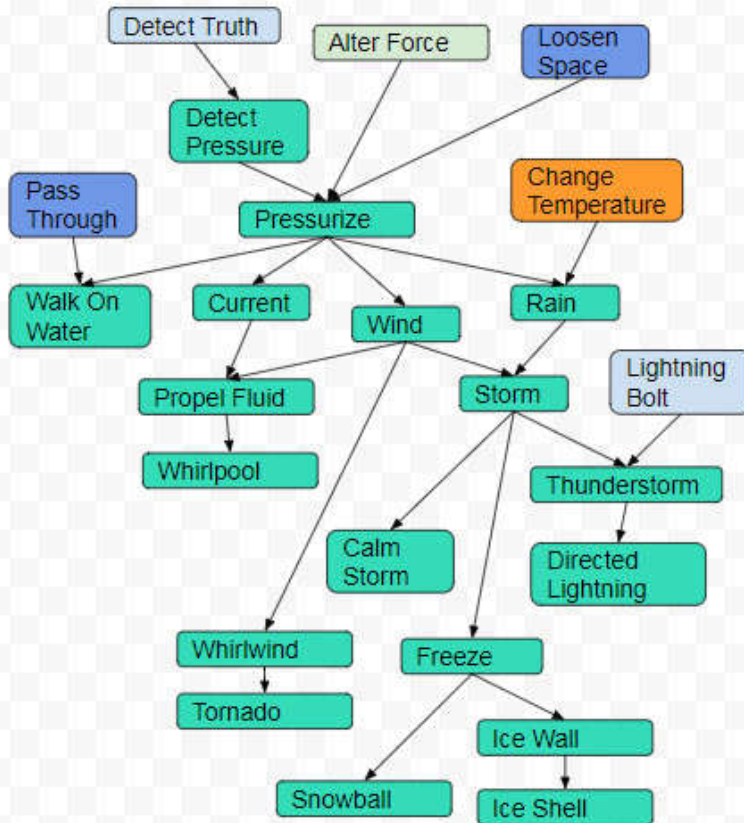 Detect Truth
Alter Force
Loosen
Space
Detect
Pressure
Pass
Through
Change
Temperature
Pressurize
Walk On
Water
Current
Wind
Rain
Propel Fluid
Storm
Lightning
Bolt
Whirlpool
Thunderstorm
Calm
Storm
Directed
Lightning
Whirlwind
Freeze
Tornado
Ice Wall
Snowball
Ice Shell